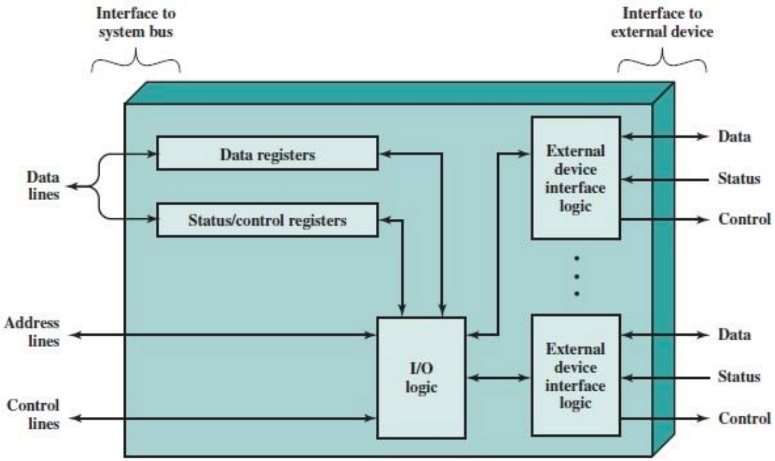 Interface to
system bus
Interface to
external device
Data registers
Data
lines
Status/control registers
External
device
interface
logic
Data
Status
Control
Address
lines
I/O
logic
Control
lines
External
device
interface
logic
Data
Status
Control